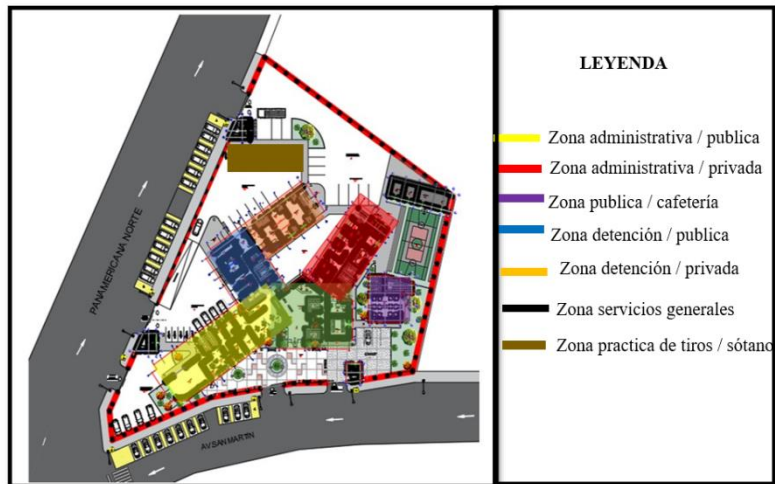 PANAMERICANA NORTE
AV.SAN MARTIN
LEYENDA
Zona administrativa / publica
Zona administrativa / privada
Zona publica / cafetería
Zona detención / publica
Zona detención / privada
Zona servicios generales
Zona practica de tiros / sótano